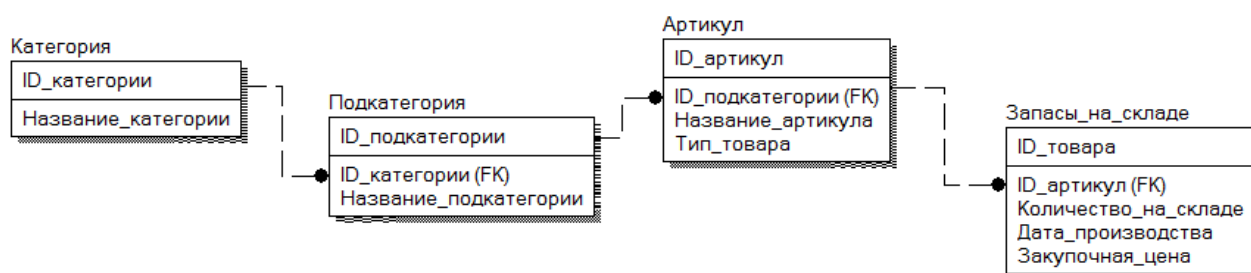 Категория
ID_категории
Название_категории
Подкатегория
ID_подкатегории
ID_категории (FK)
Название_подкатегории
Артикул
ID_артикул
ID_подкатегории (FK)
Название_артикула
Тип_товара
Запасы_на_складе
ID_товара
ID_артикул (FK)
Количество_на_складе
Дата_производства
Закупочная_цена